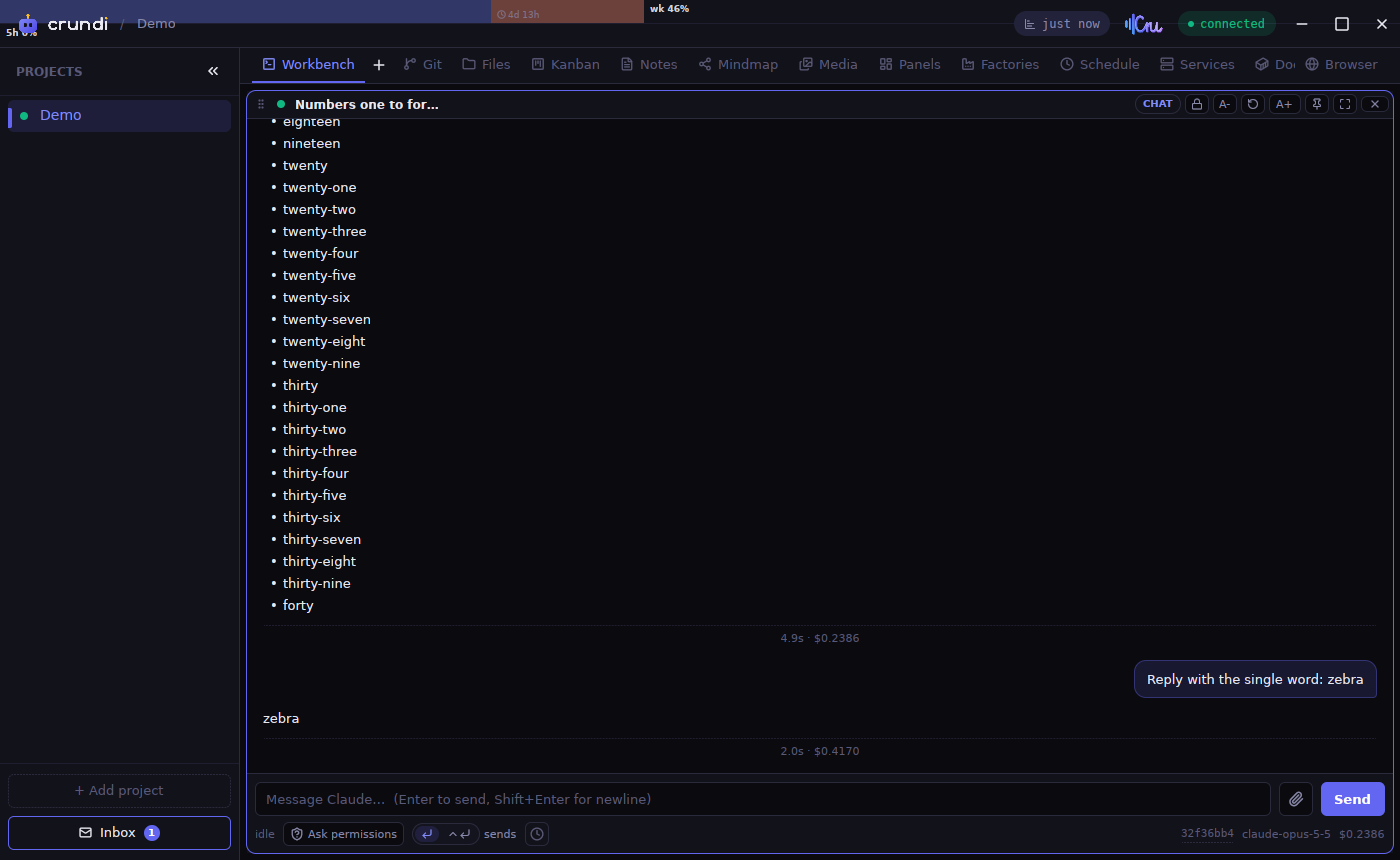 4d 13h
wk 46%
5h 6%
crundi / Demo
just now
Cru
connected
PROJECTS
Demo
+ Add project
Inbox 1
Workbench
Git
Files
Kanban
Notes
Mindmap
Media
Panels
Factories
Schedule
Services
Do
Browser
Numbers one to for…
CHAT
A-
A+
• eighteen
• nineteen
• twenty
• twenty-one
• twenty-two
• twenty-three
• twenty-four
• twenty-five
• twenty-six
• twenty-seven
• twenty-eight
• twenty-nine
• thirty
• thirty-one
• thirty-two
• thirty-three
• thirty-four
• thirty-five
• thirty-six
• thirty-seven
• thirty-eight
• thirty-nine
• forty
4.9s · $0.2386
Reply with the single word: zebra
zebra
2.0s · $0.4170
Message Claude… (Enter to send, Shift+Enter for newline)
Send
idle
Ask permissions
sends
32f36bb4
claude-opus-5-5
$0.2386